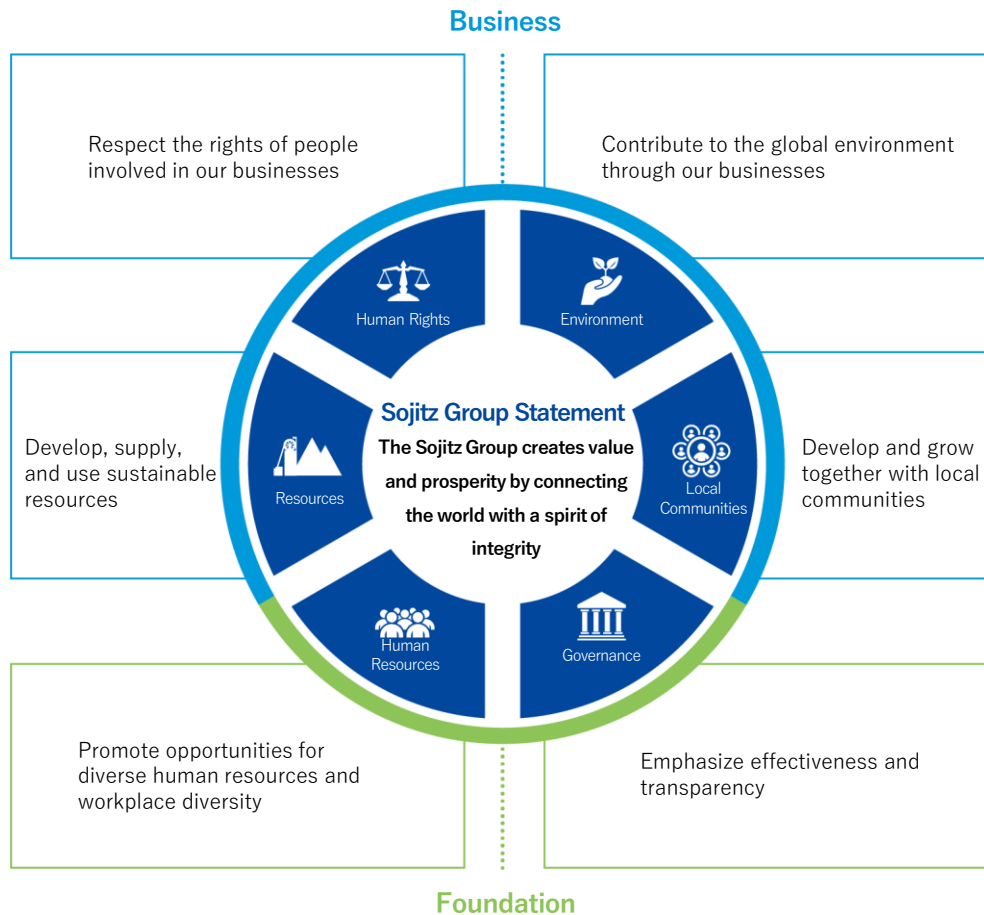 Business
Respect the rights of people
involved in our businesses
Contribute to the global environment
through our businesses
Human Rights
Environment
Develop, supply,
and use sustainable
resources
Resources
Sojitz Group Statement
The Sojitz Group creates value
and prosperity by connecting
the world with a spirit of
integrity
Local
Communities
Develop and grow
together with local
communities
Human
Resources
Governance
Promote opportunities for
diverse human resources and
workplace diversity
Emphasize effectiveness and
transparency
Foundation